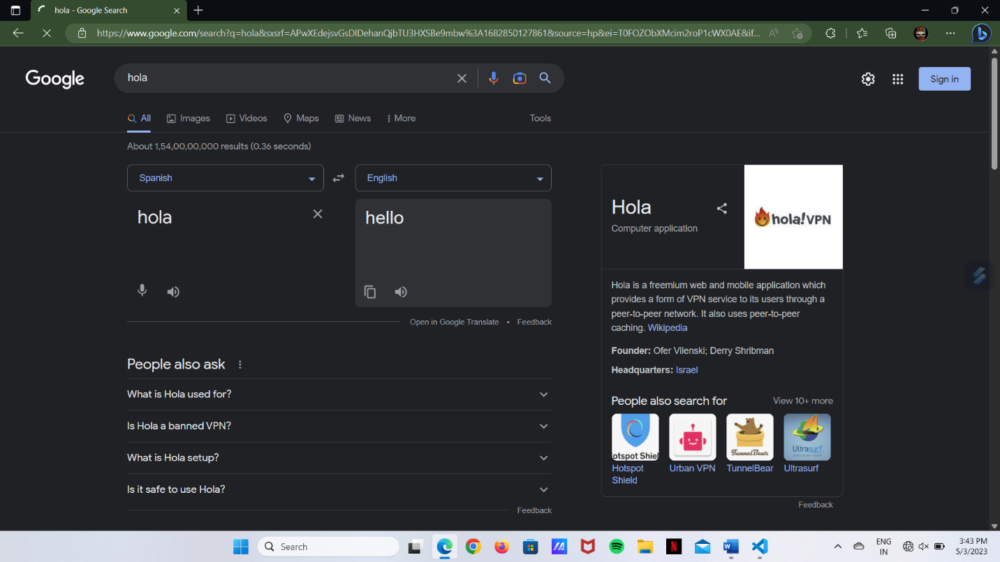 hola - Google Search
https://www.google.com/search?q=hola&sxsrf=APwXEdejsvGsDIDehanQjbTU3HXSBe9mbw%3A1682850127861&source=hp&ei=T0FOZObXMcim2roP1cWX0AE&if...
Google
hola
Sign in
All Images Videos Maps News More Tools
About 1,54,00,00,000 results (0.36 seconds)
Spanish
English
hola
hello
Open in Google Translate • Feedback
People also ask
What is Hola used for?
Is Hola a banned VPN?
What is Hola setup?
Is it safe to use Hola?
Feedback
Hola
Computer application
hola!VPN
Hola is a freemium web and mobile application which
provides a form of VPN service to its users through a
peer-to-peer network. It also uses peer-to-peer
caching. Wikipedia
Founder: Ofer Vilenski; Derry Shribman
Headquarters: Israel
People also search for View 10+ more
otspot Shiel
TunnelBear
Ultrasurf
Hotspot
Shield
Urban VPN
TunnelBear
Ultrasurf
Feedback
Search
ENG
IN
3:43 PM
5/3/2023